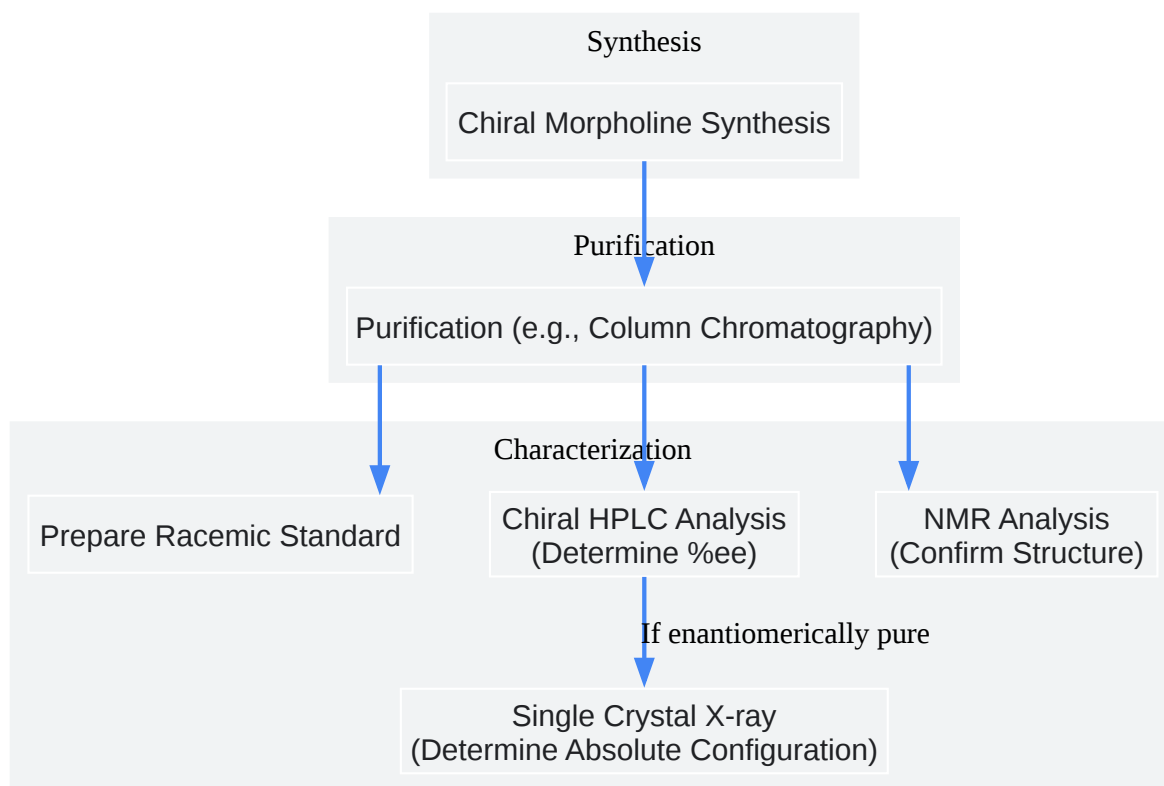 Synthesis
Chiral Morpholine Synthesis
Purification
Purification (e.g., Column Chromatography)
Characterization
Prepare Racemic Standard
Chiral HPLC Analysis
(Determine %ee)
NMR Analysis
(Confirm Structure)
If enantiomerically pure
Single Crystal X-ray
(Determine Absolute Configuration)